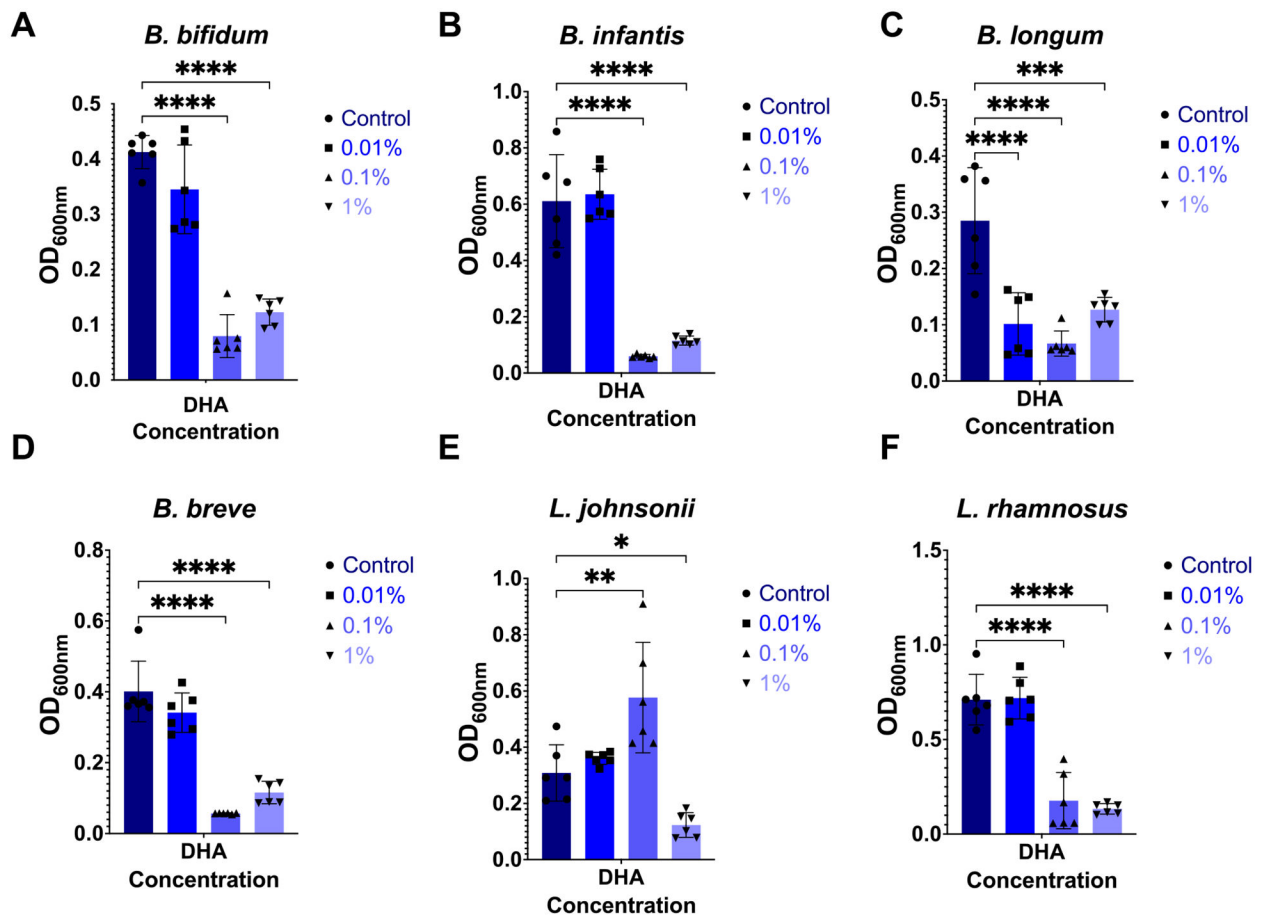 A
B. bifidum
****
****
0.5
0.4
0.3
0.2
0.1
0.0
OD600nm
DHA
Concentration
Control
0.01%
0.1%
1%
B
B. infantis
****
****
1.0
0.8
0.6
0.4
0.2
0.0
OD600nm
DHA
Concentration
Control
0.01%
0.1%
1%
C
B. longum
***
****
****
0.5
0.4
0.3
0.2
0.1
0.0
OD600nm
DHA
Concentration
Control
0.01%
0.1%
1%
D
B. breve
****
****
0.8
0.6
0.4
0.2
0.0
OD600nm
DHA
Concentration
Control
0.01%
0.1%
1%
E
L. johnsonii
*
**
1.0
0.8
0.6
0.4
0.2
0.0
OD600nm
DHA
Concentration
Control
0.01%
0.1%
1%
F
L. rhamnosus
****
****
1.5
1.0
0.5
0.0
OD600nm
DHA
Concentration
Control
0.01%
0.1%
1%